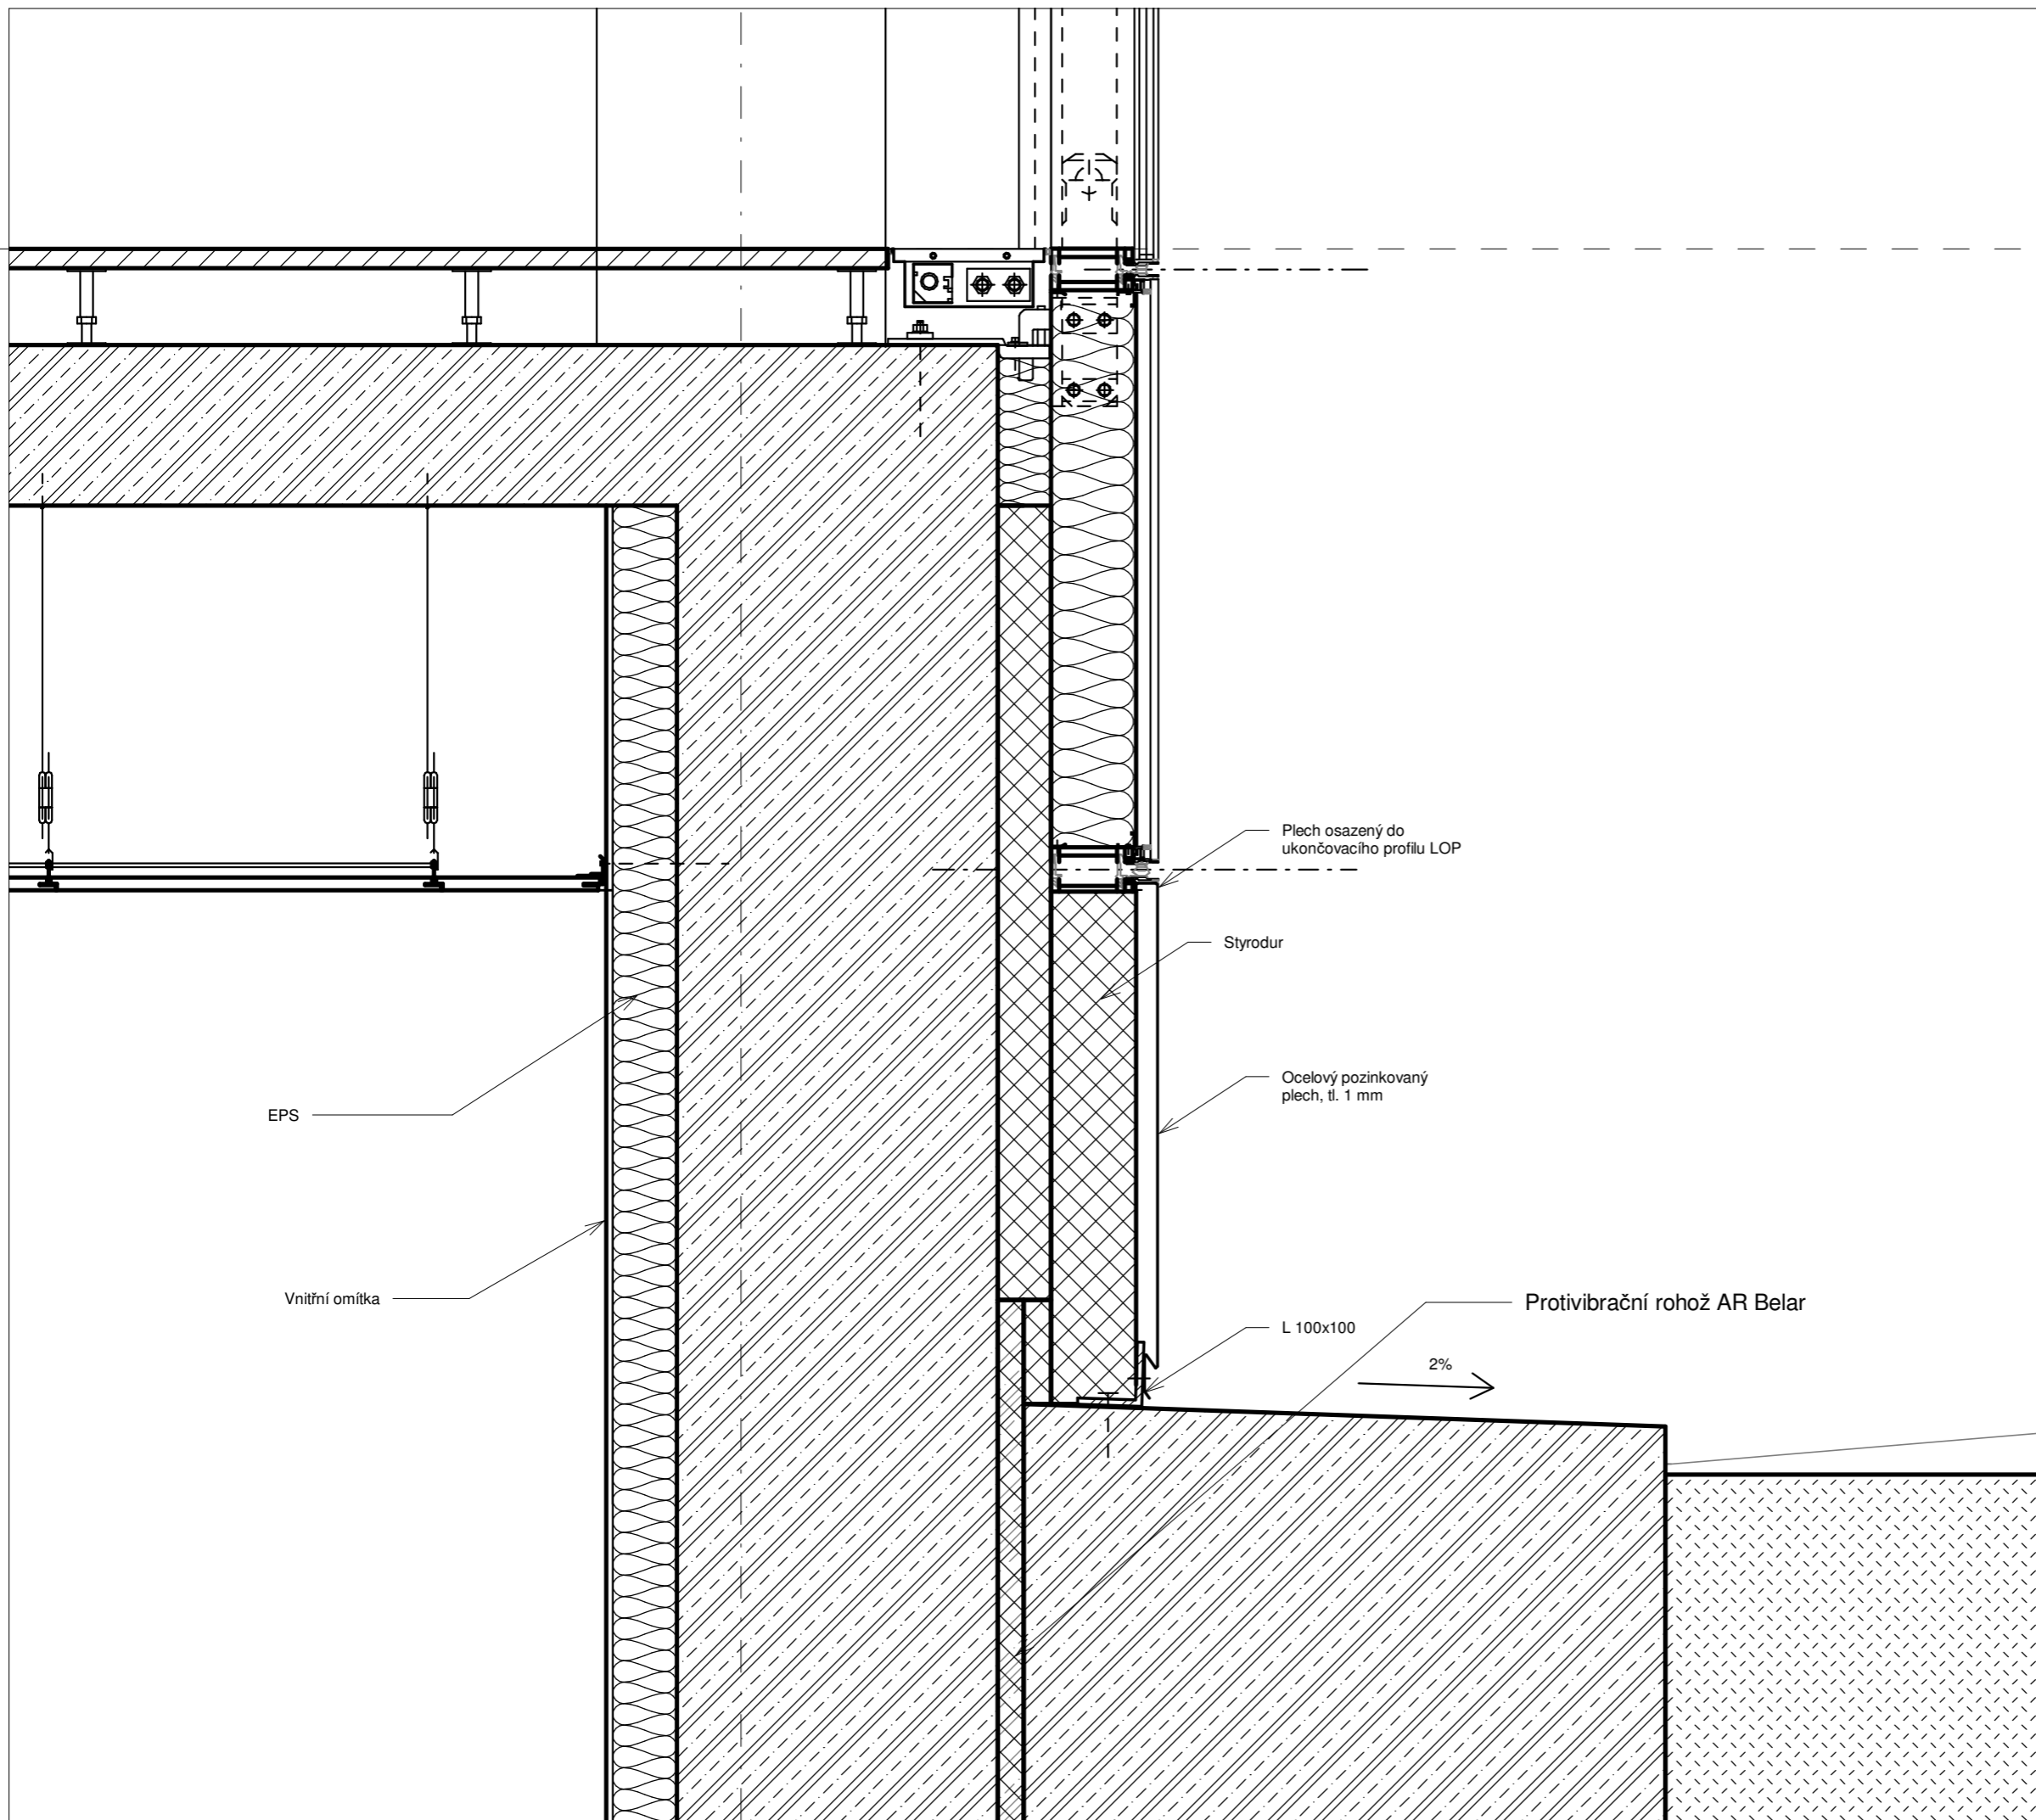 Plech osazený do
ukončovacího profilu LOP
Styrodur
Ocelový pozinkovaný
plech, tl. 1 mm
EPS
Vnitřní omítka
Protivibrační rohož AR Belar
L 100x100
2%